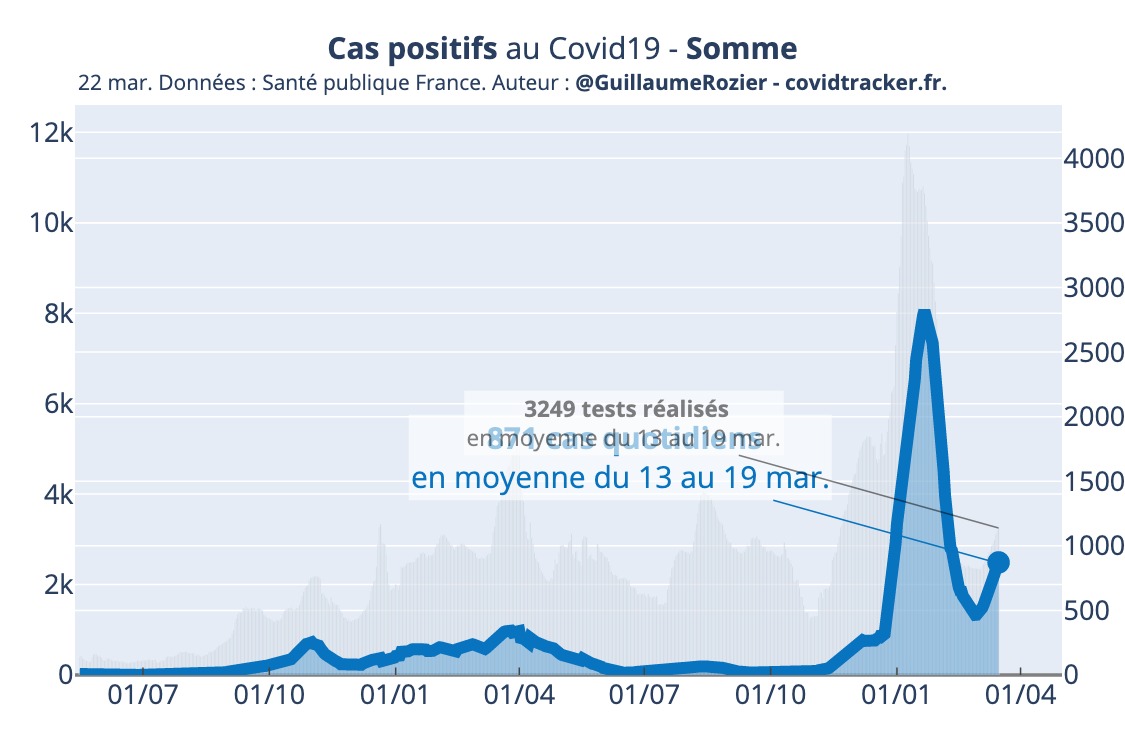 Cas positifs au Covid19 - Somme
22 mar. Données : Santé publique France. Auteur : @GuillaumeRozier - covidtracker.fr.
12k
10k
8k
6k
4k
2k
0
4000
3500
3000
2500
2000
1500
1000
500
0
3249 tests réalisés
en moyenne du 13 au 19 mar.
871 cas quotidiens
en moyenne du 13 au 19 mar.
01/07 01/10 01/01 01/04 01/07 01/10 01/01 01/04